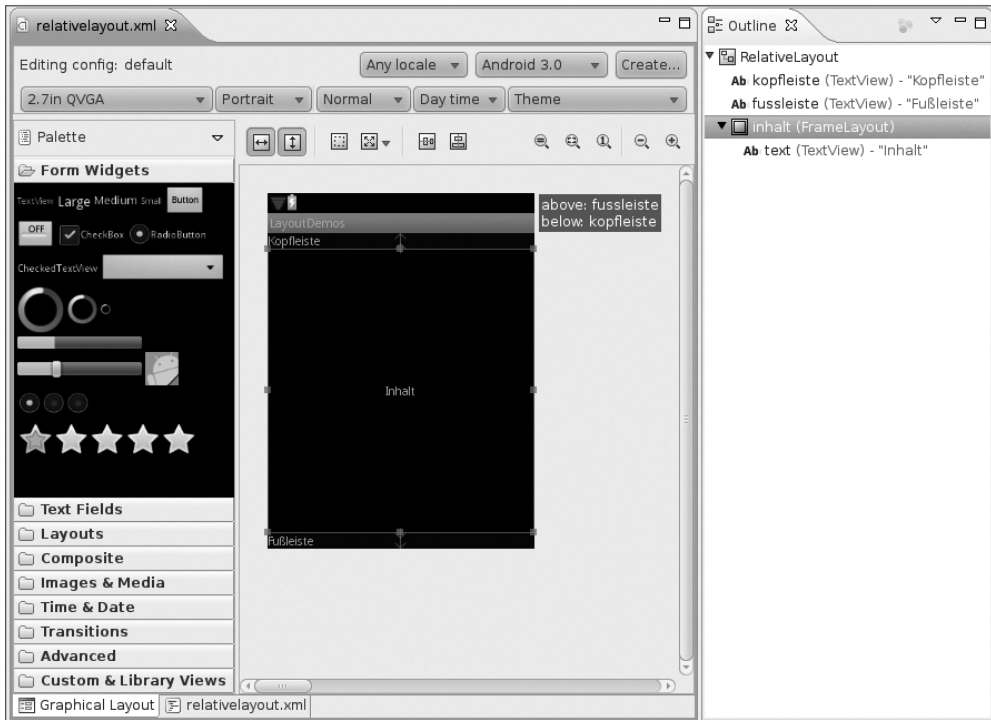 relativelayout.xml
Editing config: default
Any locale
Android 3.0
Create...
2.7in QVGA
Portrait
Normal
Day time
Theme
Palette
Form Widgets
TextView Large Medium Small Button
OFF CheckBox RadioButton
CheckedTextView
Text Fields
Layouts
Composite
Images & Media
Time & Date
Transitions
Advanced
Custom & Library Views
LayoutDemos
Kopfleiste
Inhalt
Fußleiste
above: fussleiste
below: kopfleiste
Graphical Layout
relativelayout.xml
Outline
RelativeLayout
Ab kopfleiste (TextView) - "Kopfleiste"
Ab fussleiste (TextView) - "Fußleiste"
inhalt (FrameLayout)
Ab text (TextView) - "Inhalt"